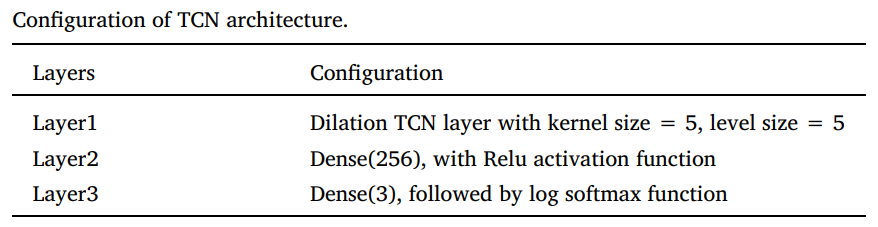 Configuration of TCN architecture.
Layers Configuration
Layer1 Dilation TCN layer with kernel size = 5, level size = 5
Layer2 Dense(256), with Relu activation function
Layer3 Dense(3), followed by log softmax function